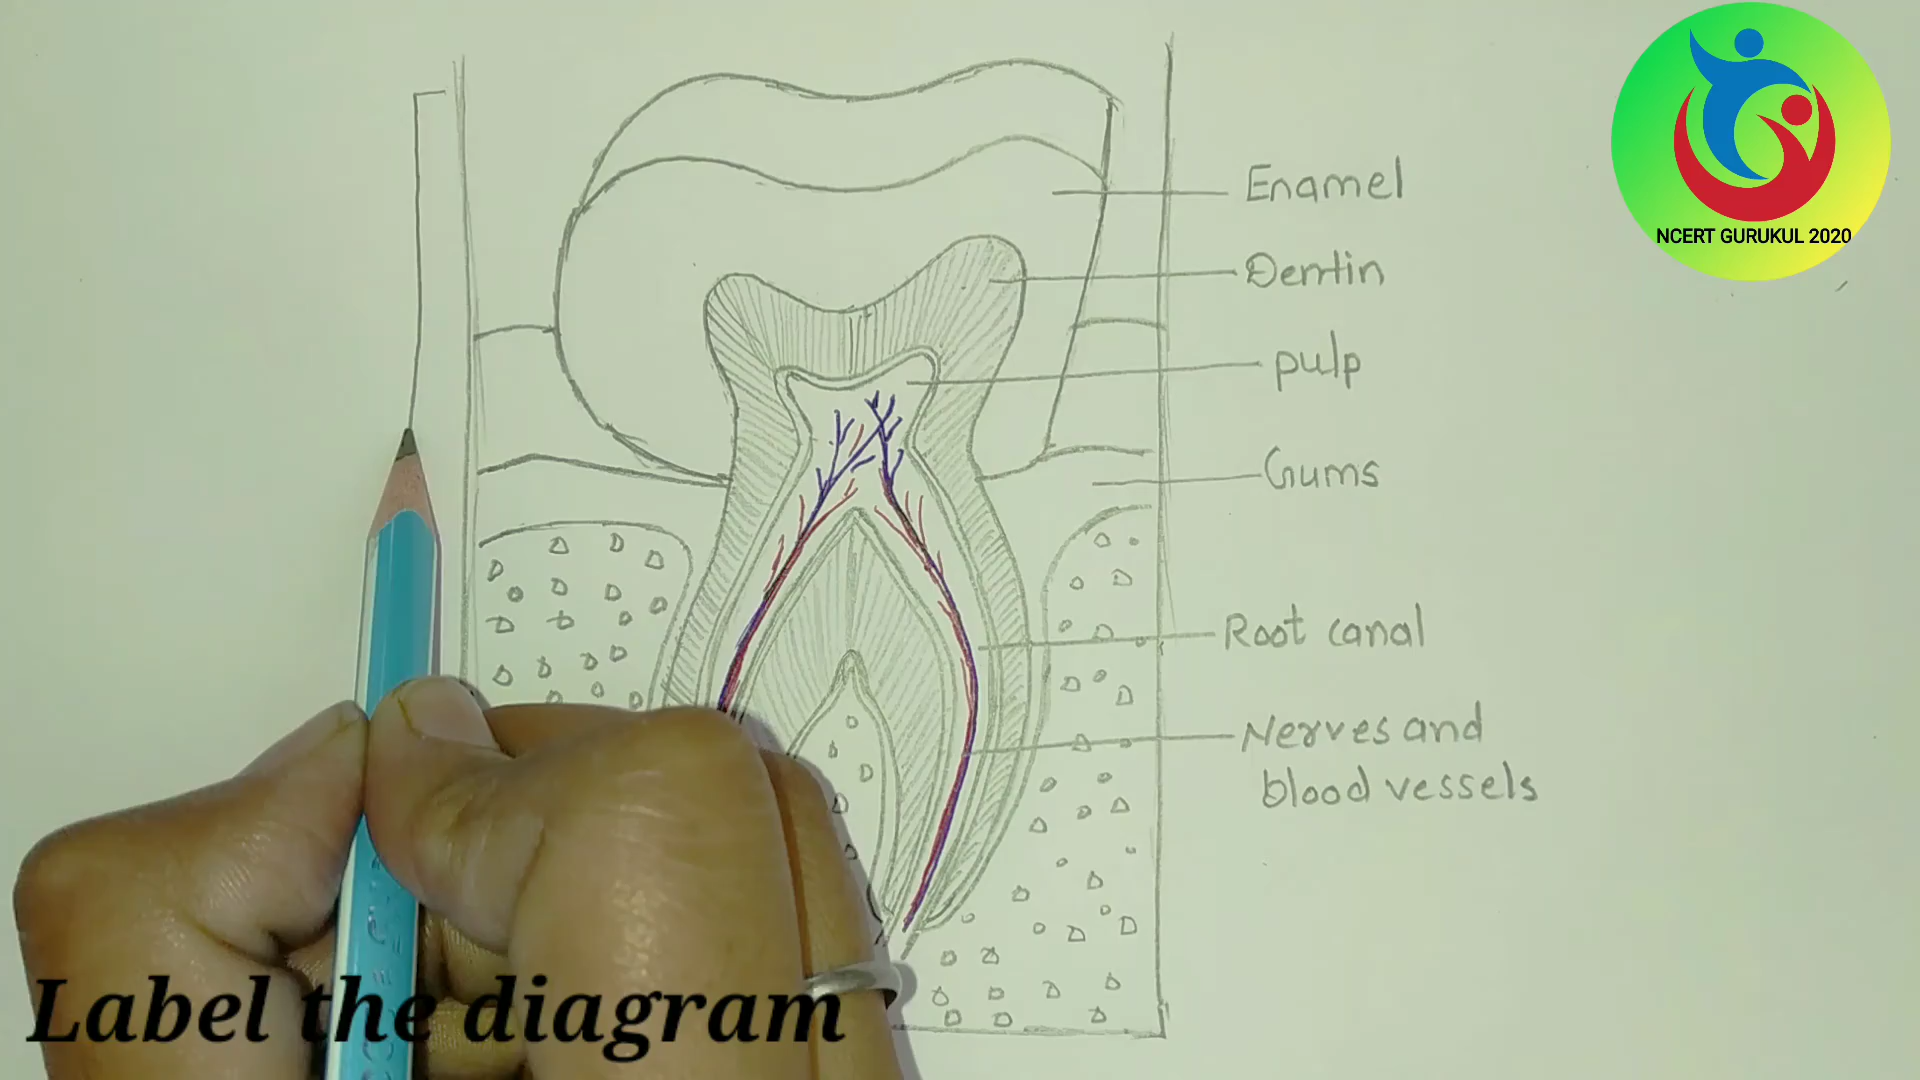 Enamel
NCERT GURUKUL 2020
Dentin
pulp
Gums
Root canal
Nerves and
blood vessels
Label the diagram